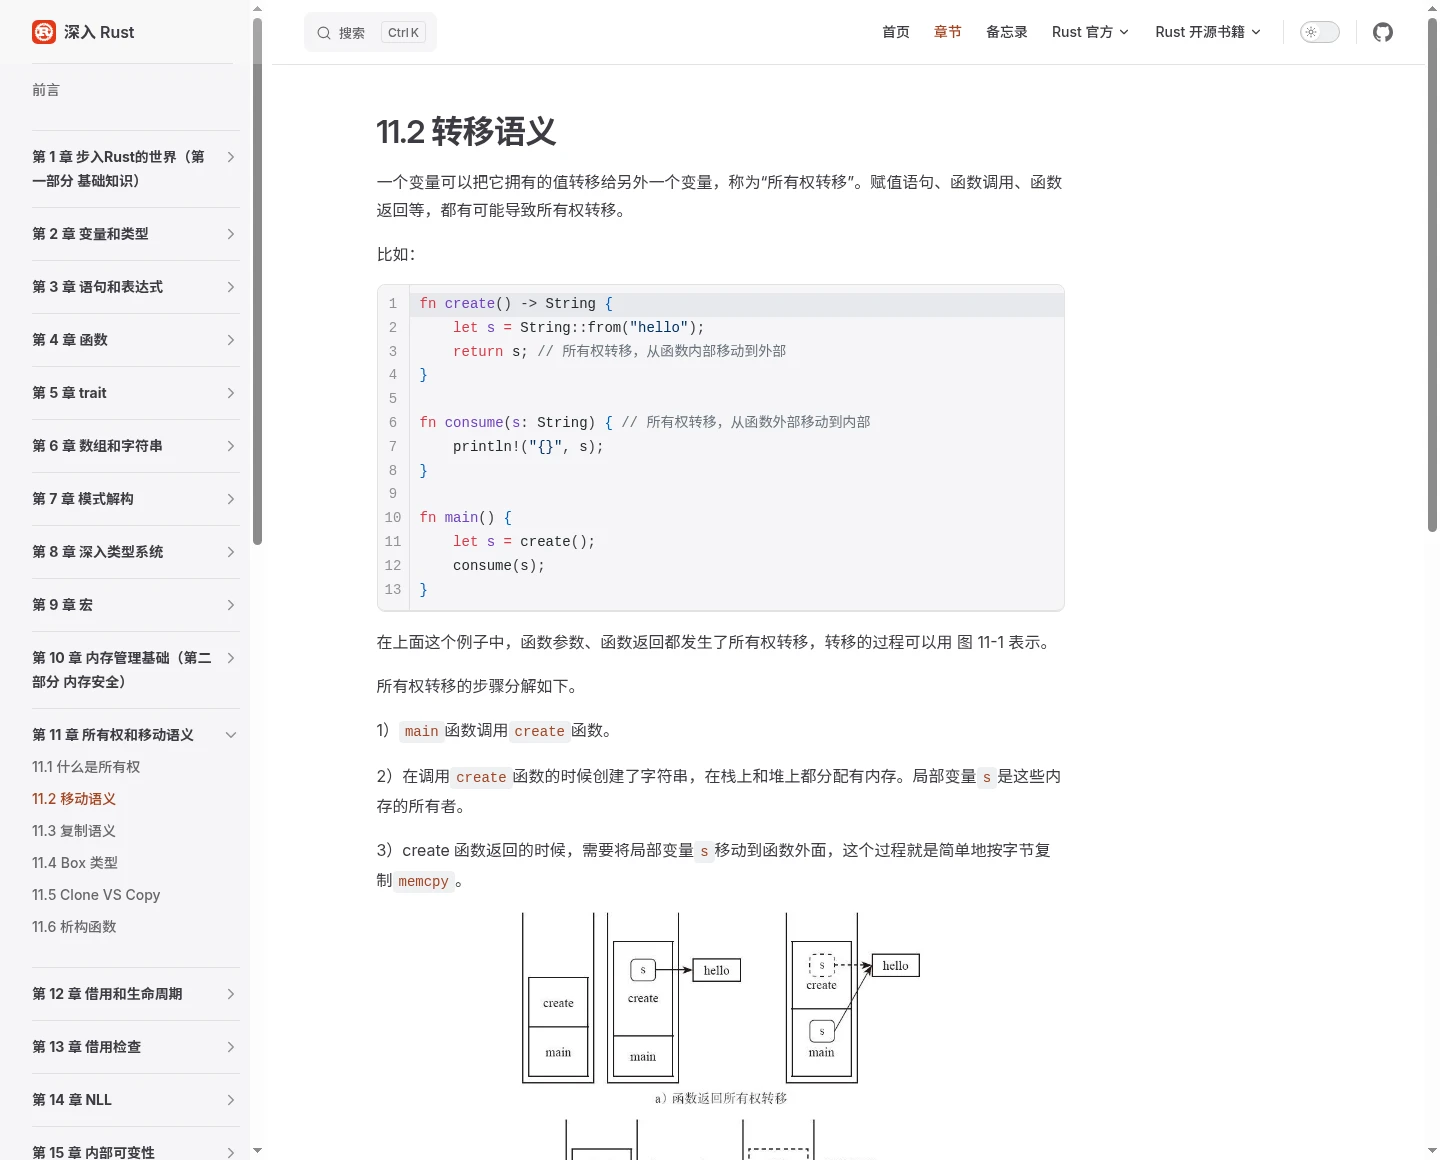 深入 Rust
搜索
Ctrl K
首页
章节
备忘录
Rust 官方
Rust 开源书籍
前言
第 1 章 步入Rust的世界（第
一部分 基础知识）
第 2 章 变量和类型
第 3 章 语句和表达式
第 4 章 函数
第 5 章 trait
第 6 章 数组和字符串
第 7 章 模式解构
第 8 章 深入类型系统
第 9 章 宏
第 10 章 内存管理基础（第二
部分 内存安全）
第 11 章 所有权和移动语义
11.1 什么是所有权
11.2 移动语义
11.3 复制语义
11.4 Box 类型
11.5 Clone VS Copy
11.6 析构函数
第 12 章 借用和生命周期
第 13 章 借用检查
第 14 章 NLL
第 15 章 内部可变性
11.2 转移语义
一个变量可以把它拥有的值转移给另外一个变量，称为“所有权转移”。赋值语句、函数调用、函数
返回等，都有可能导致所有权转移。
比如：
1 fn create() -> String {
2     let s = String::from("hello");
3     return s; // 所有权转移，从函数内部移动到外部
4 }
5
6 fn consume(s: String) { // 所有权转移，从函数外部移动到内部
7     println!("{}", s);
8 }
9
10 fn main() {
11     let s = create();
12     consume(s);
13 }
在上面这个例子中，函数参数、函数返回都发生了所有权转移，转移的过程可以用 图 11-1 表示。
所有权转移的步骤分解如下。
1）main函数调用create函数。
2）在调用create函数的时候创建了字符串，在栈上和堆上都分配有内存。局部变量s是这些内
存的所有者。
3）create 函数返回的时候，需要将局部变量s移动到函数外面，这个过程就是简单地按字节复
制memcpy。
create
main
s
hello
create
main
s
hello
create
s
main
a）函数返回所有权转移